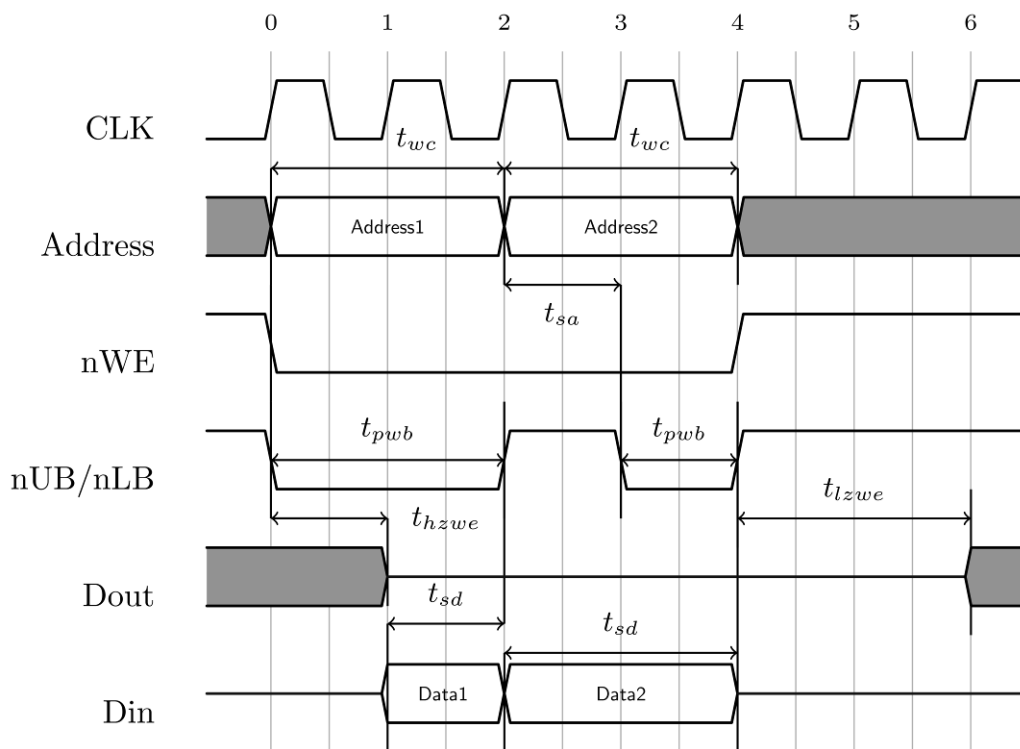 0 1 2 3 4 5 6
CLK
t_wc t_wc
Address Address1 Address2
t_sa
nWE
t_pwb t_pwb
nUB/nLB
t_hzwe t_lzwe
Dout
t_sd t_sd
Din Data1 Data2